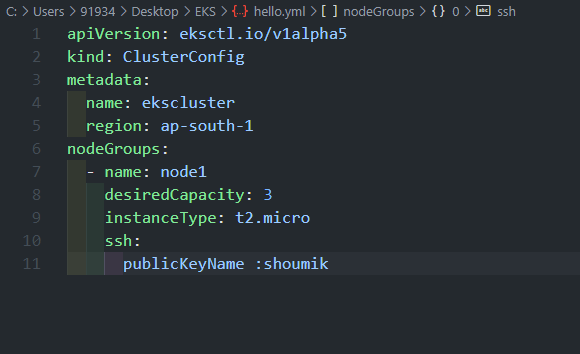 C: > Users > 91934 > Desktop > EKS > {..} hello.yml > [ ] nodeGroups > {} 0 > abc ssh
1 apiVersion: eksctl.io/v1alpha5
2 kind: ClusterConfig
3 metadata:
4   name: ekscluster
5   region: ap-south-1
6 nodeGroups:
7   - name: node1
8     desiredCapacity: 3
9     instanceType: t2.micro
10     ssh:
11       publicKeyName :shoumik